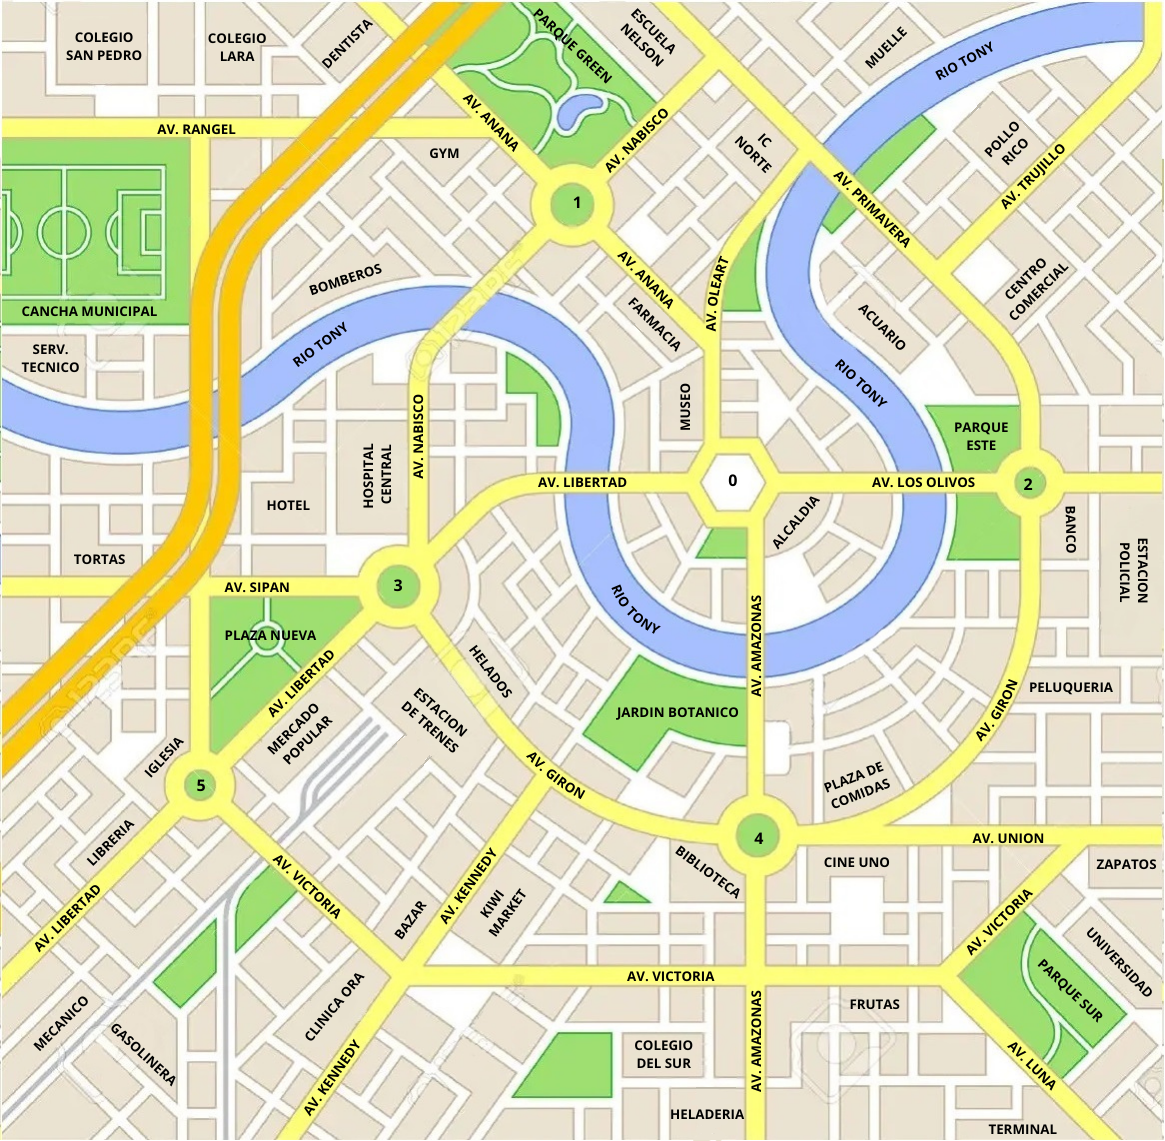 COLEGIO
SAN PEDRO
COLEGIO
LARA
DENTISTA
PARQUE GREEN
ESCUELA
NELSON
MUELLE
RIO TONY
AV. RANGEL
AV. ANANA
AV. NABISCO
GYM
IC
NORTE
POLLO
RICO
AV. TRUJILLO
AV. PRIMAVERA
1
CANCHA MUNICIPAL
BOMBEROS
AV. ANANA
AV. OLEART
FARMACIA
CENTRO
COMERCIAL
ACUARIO
SERV.
TECNICO
RIO TONY
RIO TONY
MUSEO
AV. NABISCO
PARQUE
ESTE
HOSPITAL
CENTRAL
HOTEL
AV. LIBERTAD
0
AV. LOS OLIVOS
2
ALCALDIA
BANCO
ESTACION
POLICIAL
TORTAS
AV. SIPAN
3
RIO TONY
AV. AMAZONAS
PLAZA NUEVA
AV. LIBERTAD
HELADOS
PELUQUERIA
ESTACION
DE TRENES
JARDIN BOTANICO
AV. GIRON
MERCADO
POPULAR
IGLESIA
5
AV. GIRON
PLAZA DE
COMIDAS
4
AV. UNION
LIBRERIA
BIBLIOTECA
CINE UNO
ZAPATOS
AV. VICTORIA
AV. KENNEDY
KIWI
MARKET
BAZAR
AV. LIBERTAD
AV. VICTORIA
UNIVERSIDAD
AV. VICTORIA
PARQUE SUR
CLINICA ORA
FRUTAS
MECANICO
GASOLINERA
COLEGIO
DEL SUR
AV. AMAZONAS
AV. LUNA
AV. KENNEDY
HELADERIA
TERMINAL